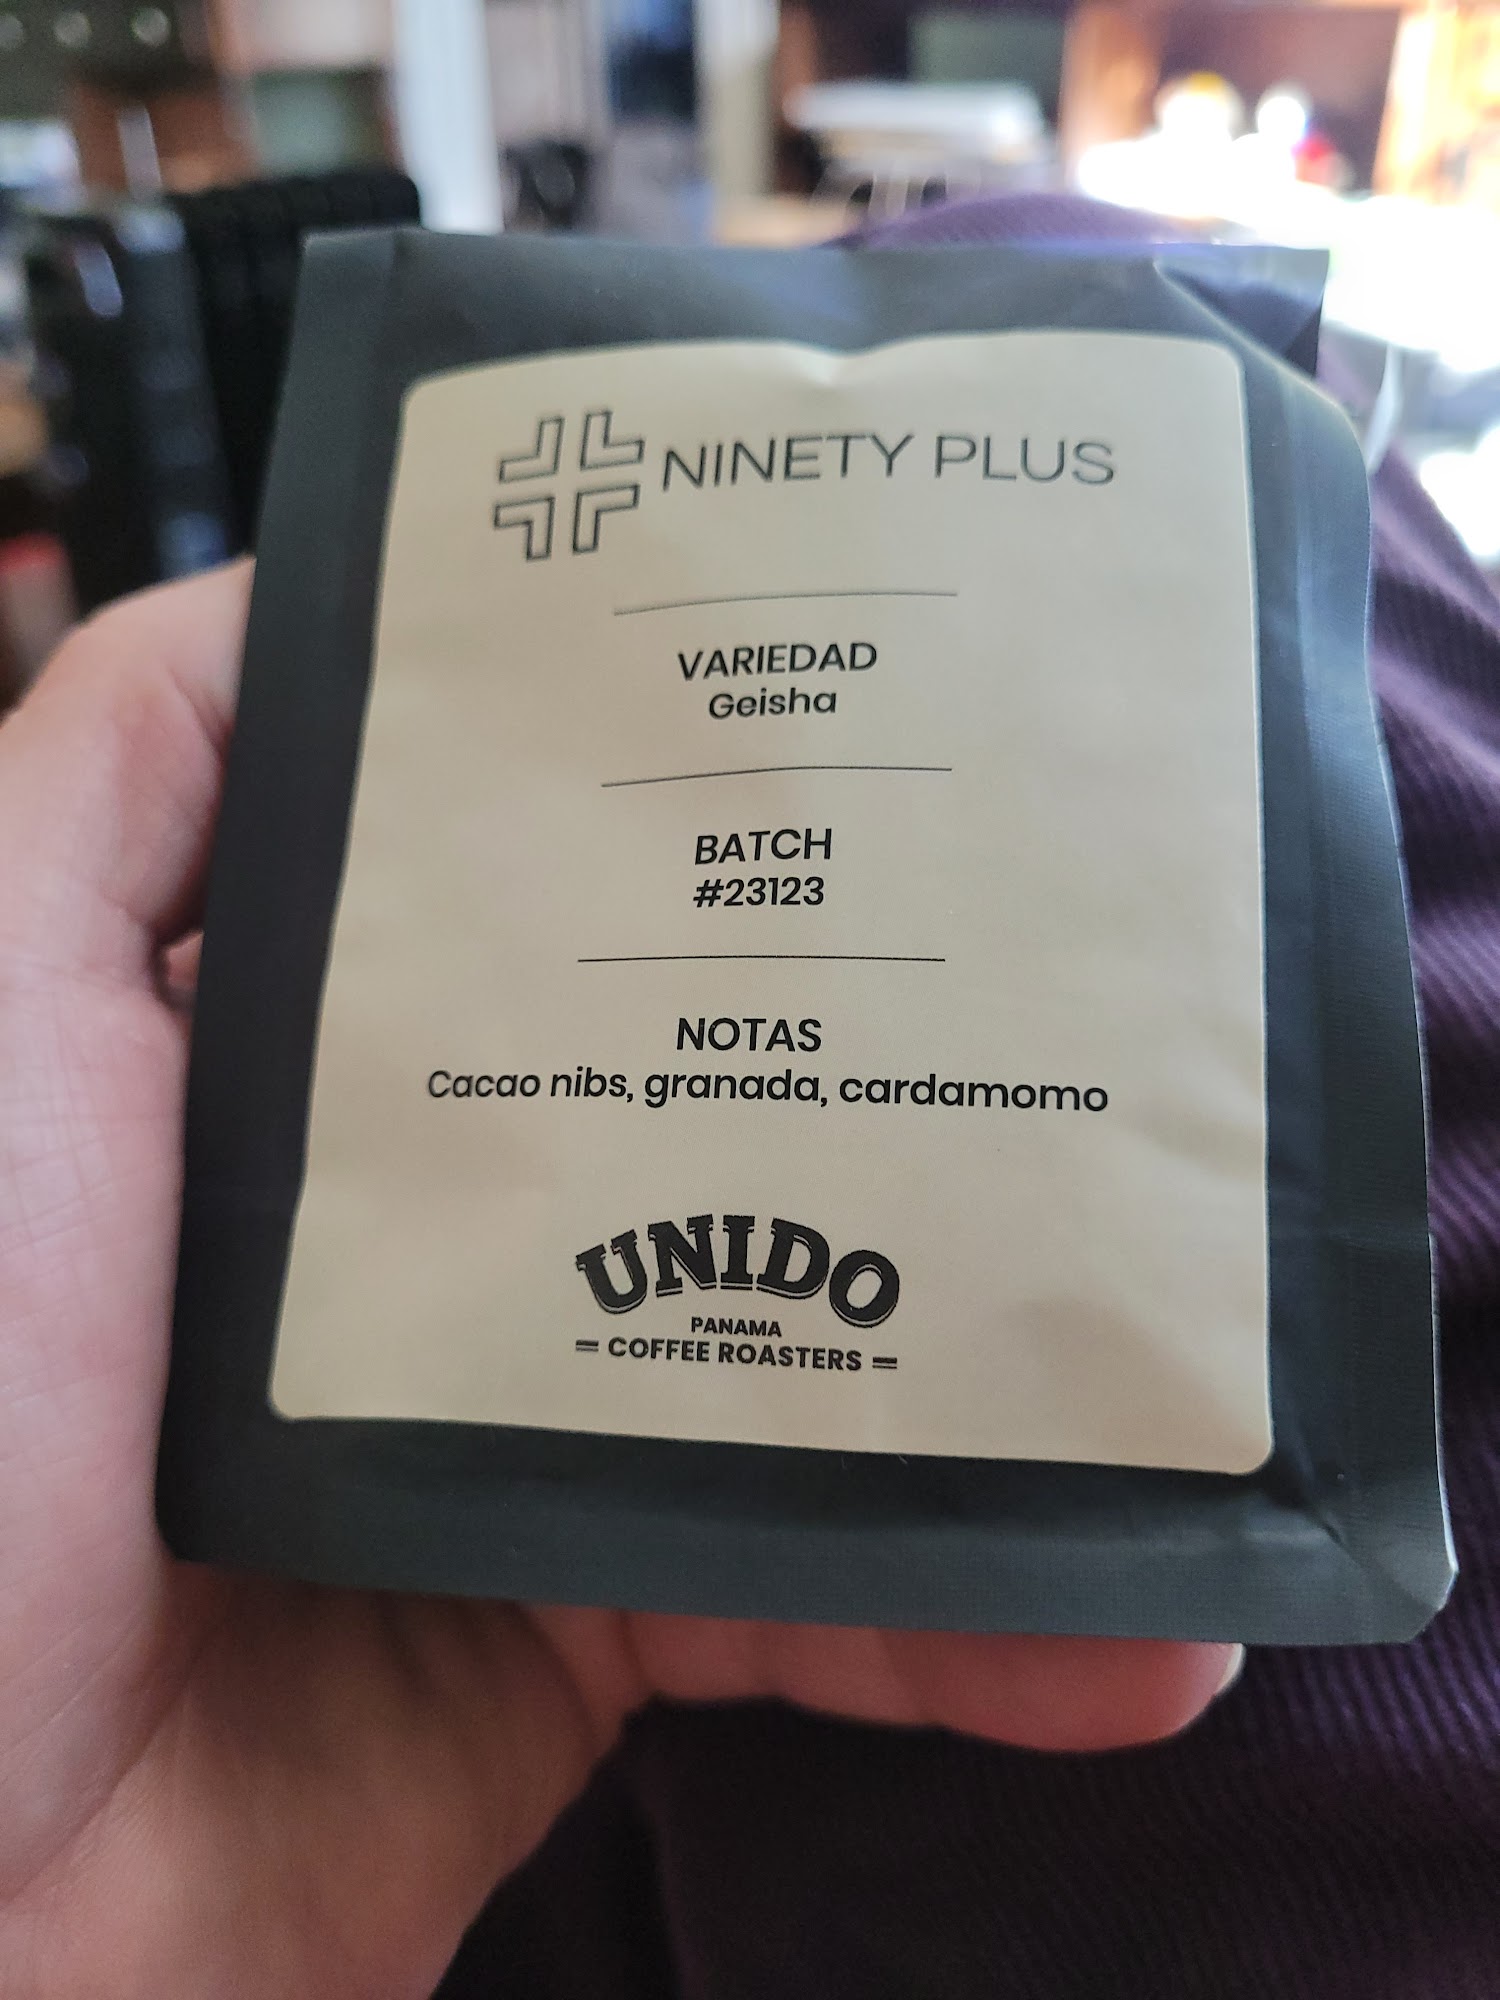 NINETY PLUS
VARIEDAD
Geisha
BATCH
#23123
NOTAS
Cacao nibs, granada, cardamomo
UNIDO
PANAMA
= COFFEE ROASTERS =